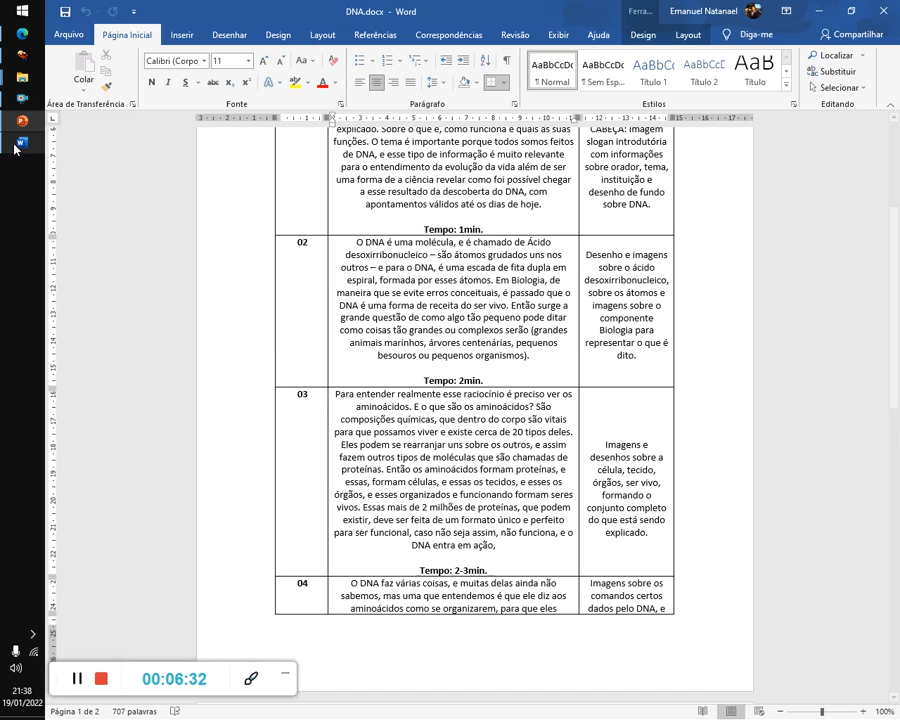 DNA.docx - Word
Ferra...
Emanuel Natanael
Arquivo
Página Inicial
Inserir
Desenhar
Design
Layout
Referências
Correspondências
Revisão
Exibir
Ajuda
Design
Layout
Diga-me
Compartilhar
Colar
Calibri (Corpo
11
AaBbCcDc
AaBbCcDc
AaBbCc
AaBbCcD
AaB
¶ Normal
¶ Sem Esp...
Título 1
Título 2
Título
Localizar
Substituir
Selecionar
Área de Transferência
Fonte
Parágrafo
Estilos
Editando
explicado. Sobre o que é, como funciona e quais as suas
funções. O tema é importante porque todos somos feitos
de DNA, e esse tipo de informação é muito relevante
para o entendimento da evolução da vida além de ser
uma forma de a ciência revelar como foi possível chegar
a esse resultado da descoberta do DNA, com
apontamentos válidos até os dias de hoje.
Tempo: 1min.
CABEÇA: imagem
slogan introdutória
com informações
sobre orador, tema,
instituição e
desenho de fundo
sobre DNA.
02
O DNA é uma molécula, e é chamado de Ácido
desoxirribonucleico – são átomos grudados uns nos
outros – e para o DNA, é uma escada de fita dupla em
espiral, formada por esses átomos. Em Biologia, de
maneira que se evite erros conceituais, é passado que o
DNA é uma forma de receita do ser vivo. Então surge a
grande questão de como algo tão pequeno pode ditar
como coisas tão grandes ou complexos serão (grandes
animais marinhos, árvores centenárias, pequenos
besouros ou pequenos organismos).
Tempo: 2min.
Desenho e imagens
sobre o ácido
desoxirribonucleico,
sobre os átomos e
imagens sobre o
componente
Biologia para
representar o que é
dito.
03
Para entender realmente esse raciocínio é preciso ver os
aminoácidos. E o que são os aminoácidos? São
composições químicas, que dentro do corpo são vitais
para que possamos viver e existe cerca de 20 tipos deles.
Eles podem se rearranjar uns sobre os outros, e assim
fazem outros tipos de moléculas que são chamadas de
proteínas. Então os aminoácidos formam proteínas, e
essas, formam células, e essas os tecidos, e esses os
órgãos, e esses organizados e funcionando formam seres
vivos. Essas mais de 2 milhões de proteínas, que podem
existir, deve ser feita de um formato único e perfeito
para ser funcional, caso não seja assim, não funciona, e o
DNA entra em ação,
Tempo: 2-3min.
Imagens e
desenhos sobre a
célula, tecido,
órgãos, ser vivo,
formando o
conjunto completo
do que está sendo
explicado.
04
O DNA faz várias coisas, e muitas delas ainda não
sabemos, mas uma que entendemos é que ele diz aos
aminoácidos como se organizarem, para que eles
Imagens sobre os
comandos certos
dados pelo DNA, e
00:06:32
21:38
19/01/2022
Página 1 de 2
707 palavras
100%